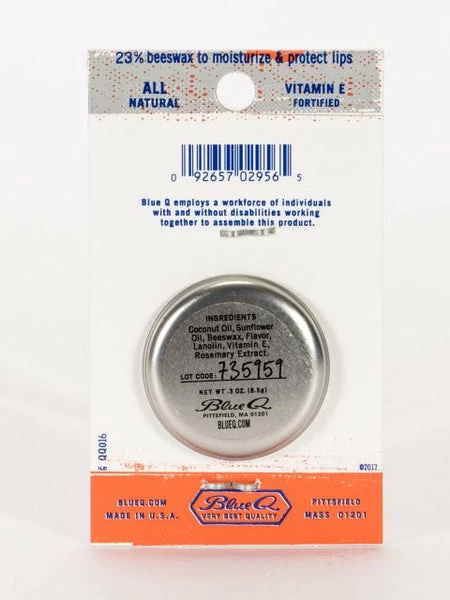 23% beeswax to moisturize & protect lips
ALL
NATURAL
VITAMIN E
FORTIFIED
0 92657 02956 5
Blue Q employs a workforce of individuals
with and without disabilities working
together to assemble this product.
INGREDIENTS
Coconut Oil, Sunflower
Oil, Beeswax, Flavor,
Lanolin, Vitamin E,
Rosemary Extract.
LOT CODE: 735959
NET WT .3 OZ. (8.5g)
Blue Q.
PITTSFIELD, MA 01201
BLUEQ.COM
QQ016
©2017
BLUEQ.COM
MADE IN U.S.A.
Blue Q.
VERY BEST QUALITY
PITTSFIELD
MASS 01201